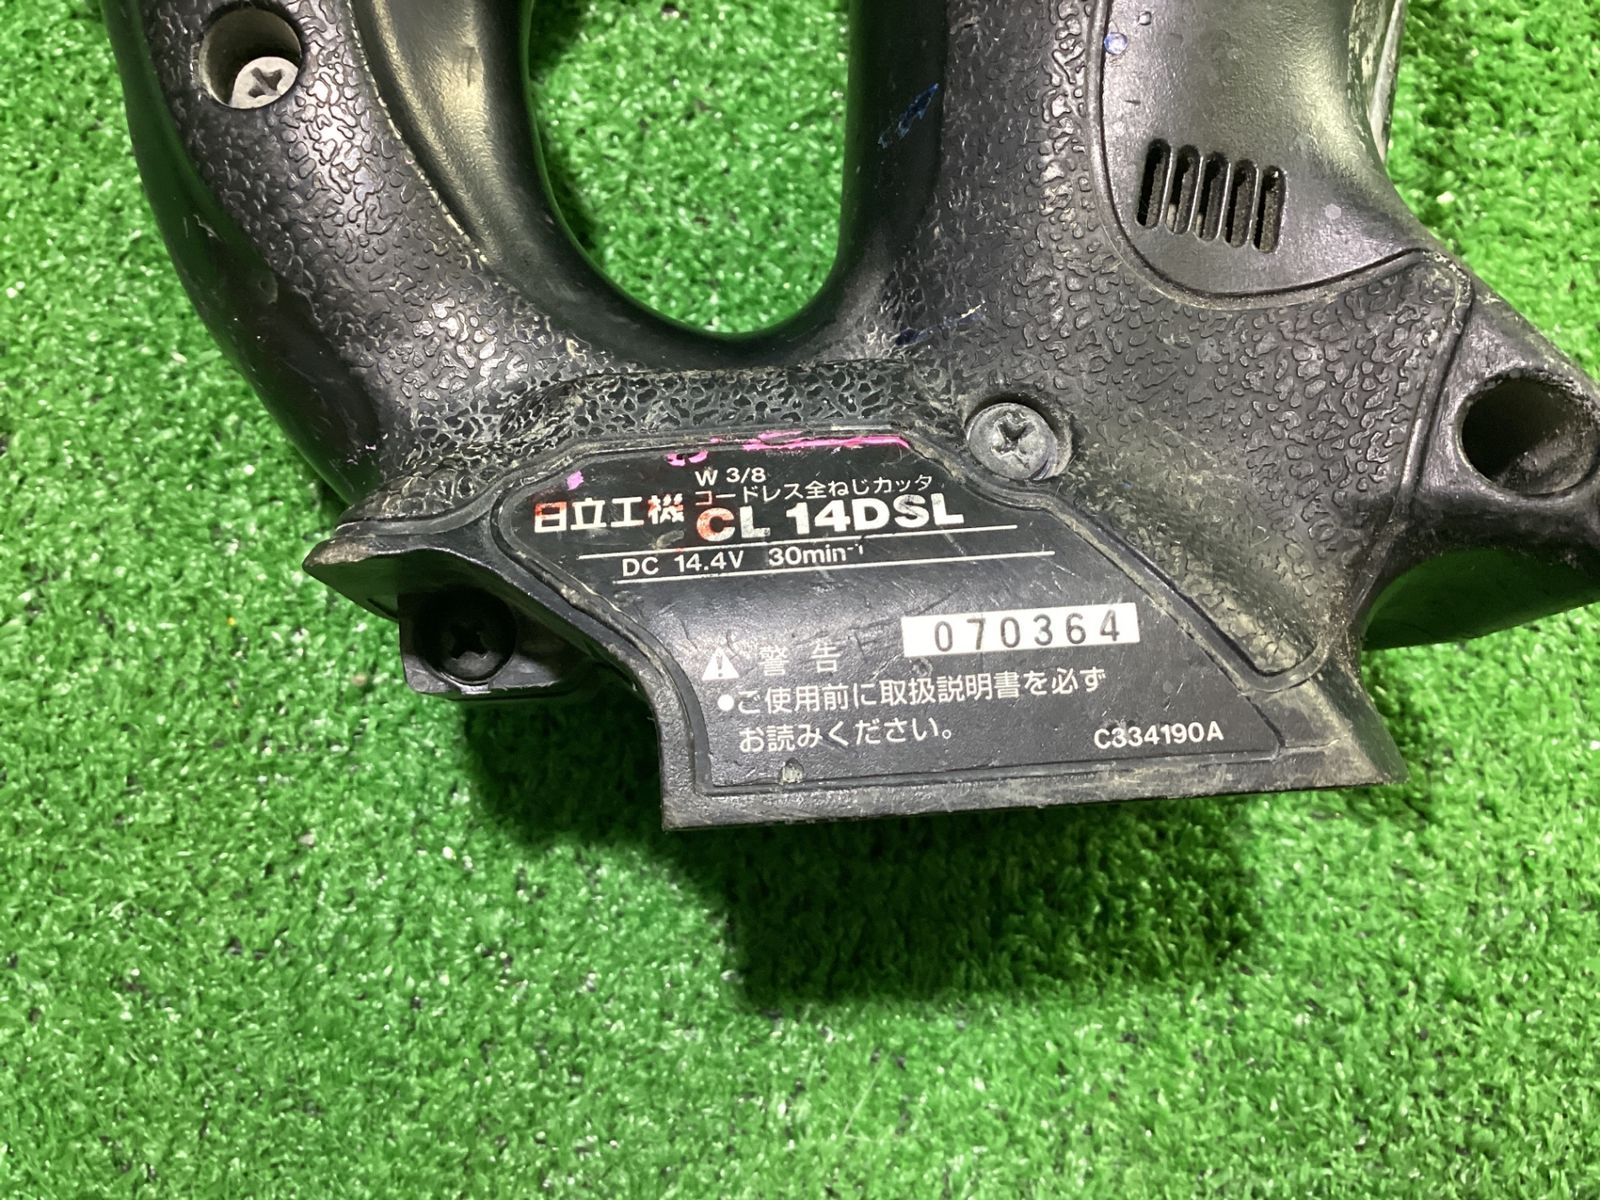 W 3/8
コードレス全ねじカッタ
日立工機 CL 14DSL
DC 14.4V 30min⁻¹
070364
⚠ 警告
●ご使用前に取扱説明書を必ず
お読みください。
C334190A